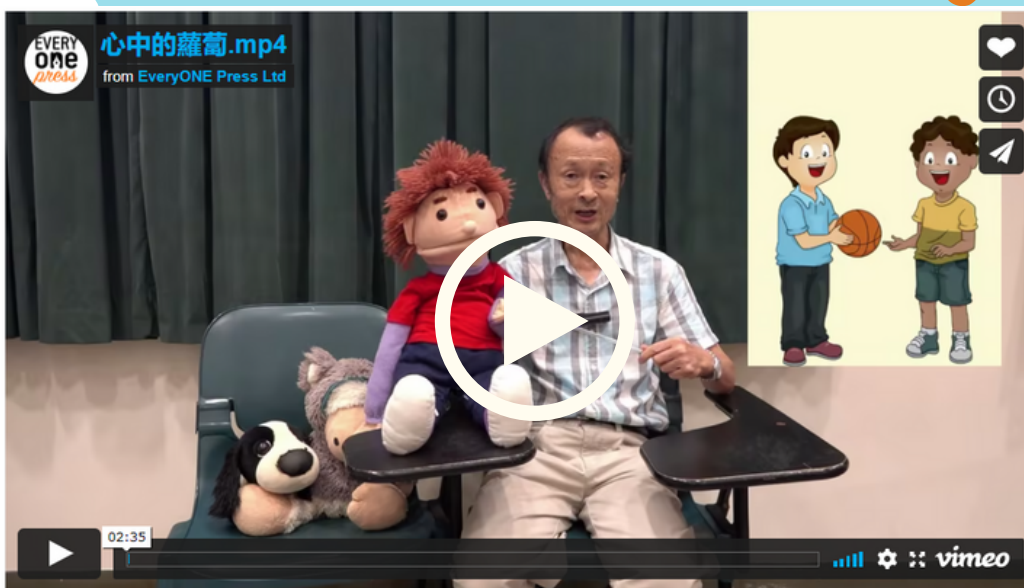 EVERY
one
press
心中的蘿蔔.mp4
from EveryONE Press Ltd
02:35
vimeo